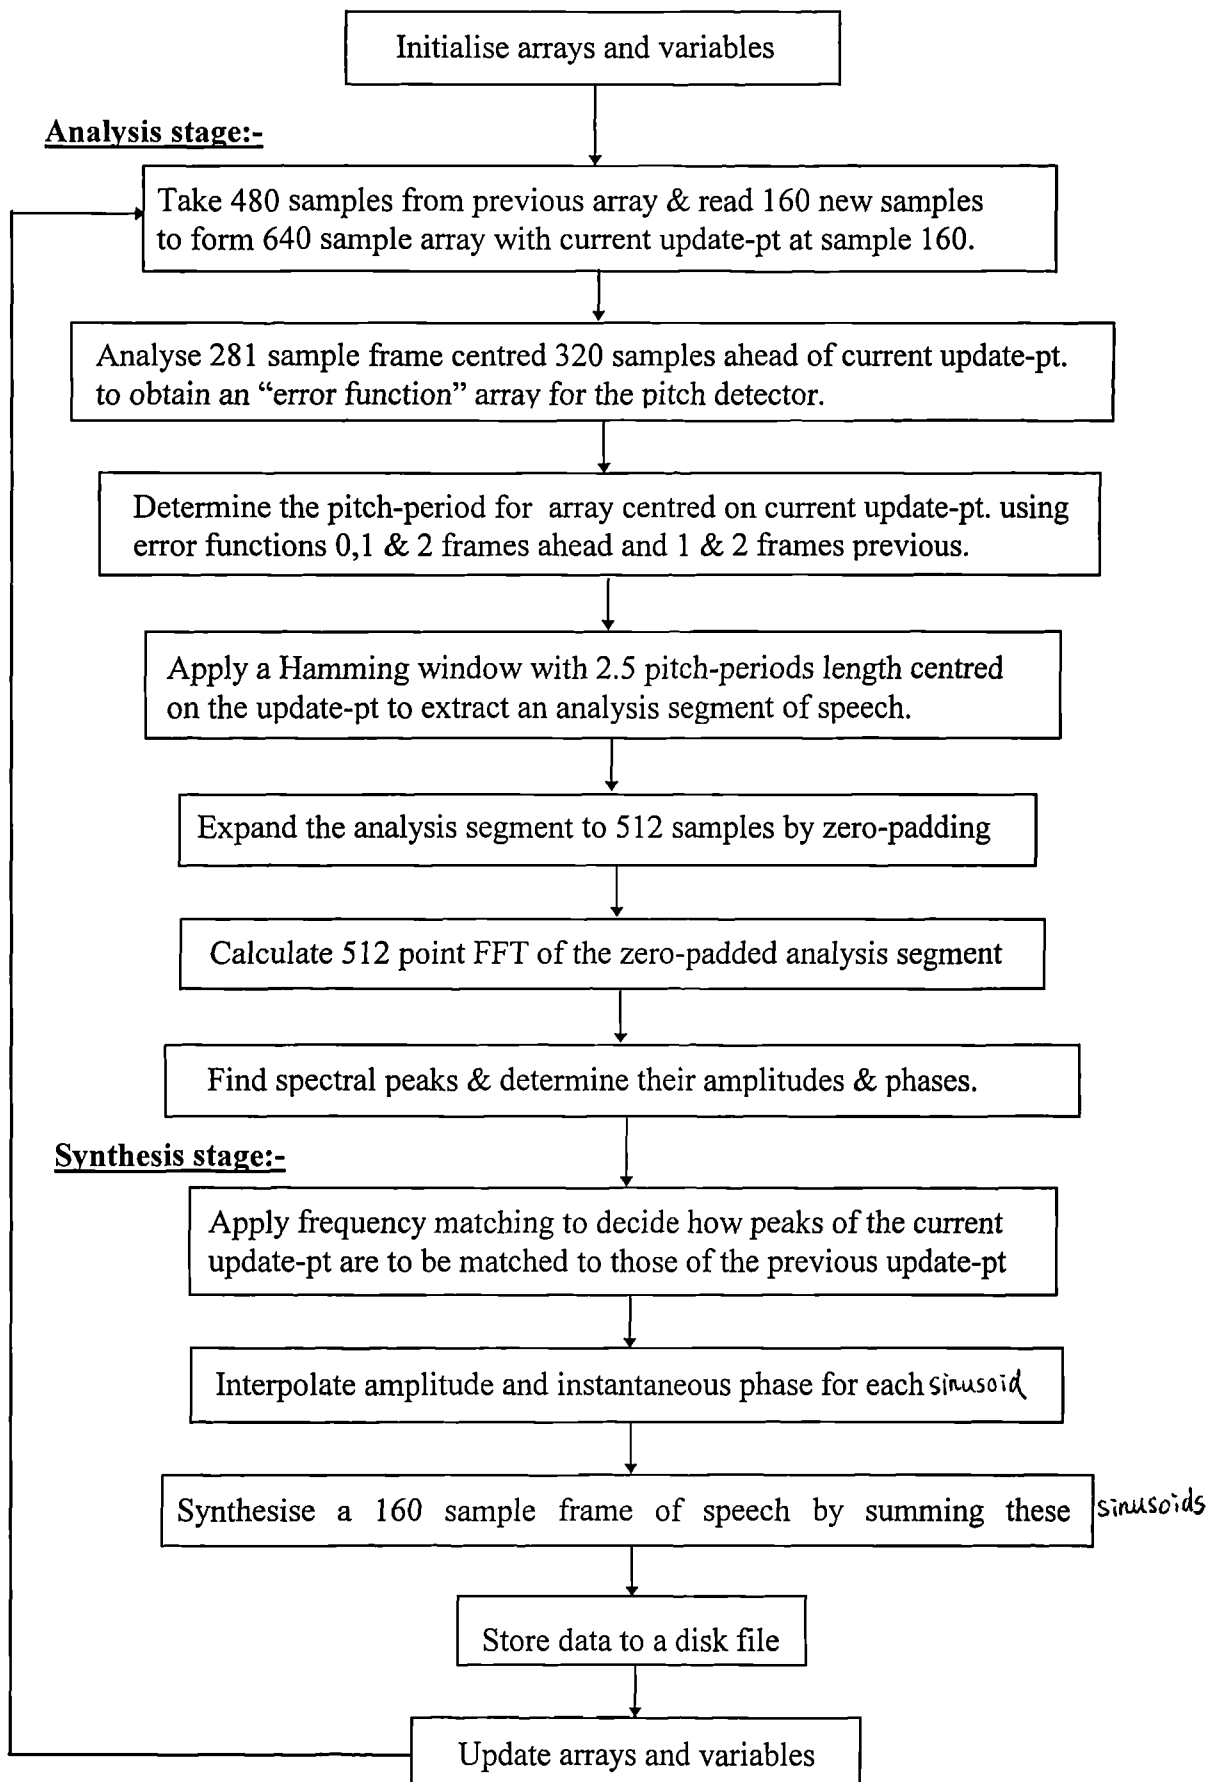 Initialise arrays and variables
Analysis stage:-
Take 480 samples from previous array & read 160 new samples
to form 640 sample array with current update-pt at sample 160.
Analyse 281 sample frame centred 320 samples ahead of current update-pt.
to obtain an “error function” array for the pitch detector.
Determine the pitch-period for array centred on current update-pt. using
error functions 0,1 & 2 frames ahead and 1 & 2 frames previous.
Apply a Hamming window with 2.5 pitch-periods length centred
on the update-pt to extract an analysis segment of speech.
Expand the analysis segment to 512 samples by zero-padding
Calculate 512 point FFT of the zero-padded analysis segment
Find spectral peaks & determine their amplitudes & phases.
Synthesis stage:-
Apply frequency matching to decide how peaks of the current
update-pt are to be matched to those of the previous update-pt
Interpolate amplitude and instantaneous phase for each sinusoid
Synthesise a 160 sample frame of speech by summing these sinusoids
Store data to a disk file
Update arrays and variables